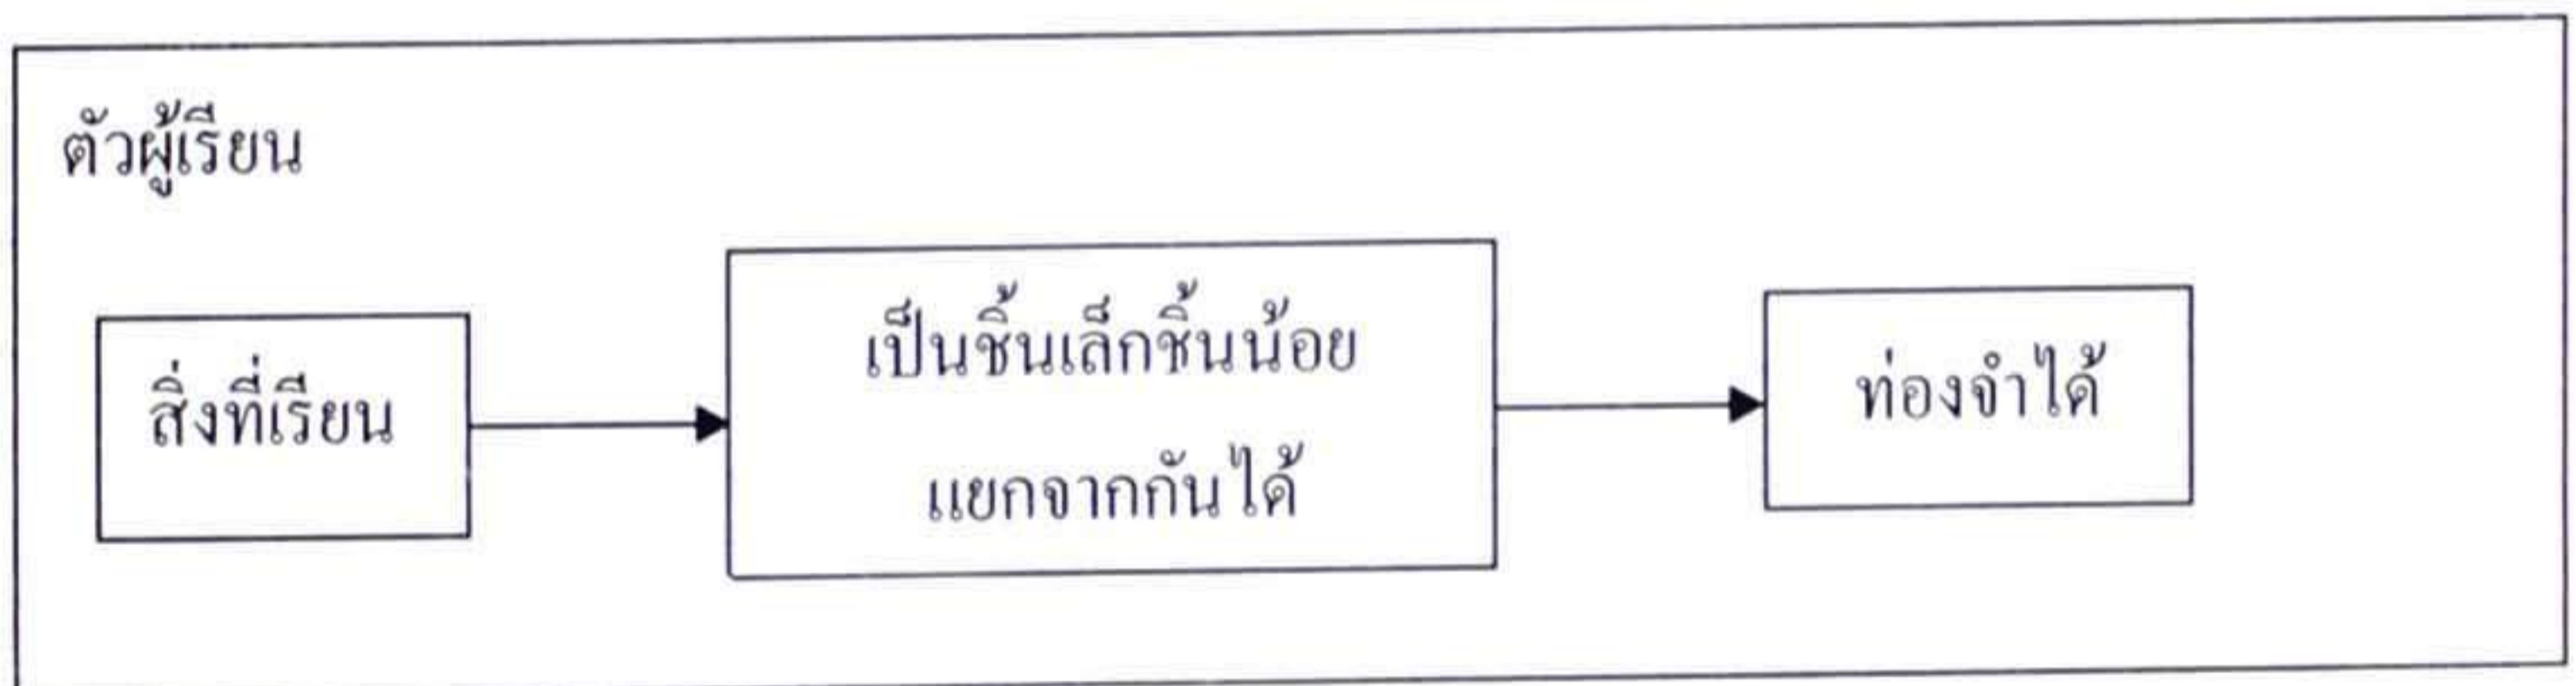 ตัวผู้เรียน
สิ่งที่เรียน
เป็นชิ้นเล็กชิ้นน้อย
แยกจากกันได้
ท่องจำได้